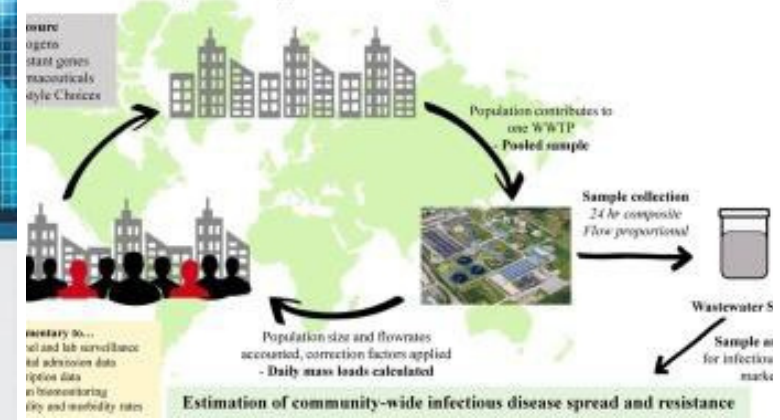 osure
ogens
stant genes
maceuticals
style Choices
Population contributes to
one WWTP
- Pooled sample
Sample collection
24 hr composite
Flow proportional
Wastewater S
Sample a
for infectiou
marke
Population size and flowrates
accounted, correction factors applied
- Daily mass loads calculated
mentary to...
nel and lab surveillance
ital admission data
ription data
n biomonitoring
lity and morbidity rates
Estimation of community-wide infectious disease spread and resistance